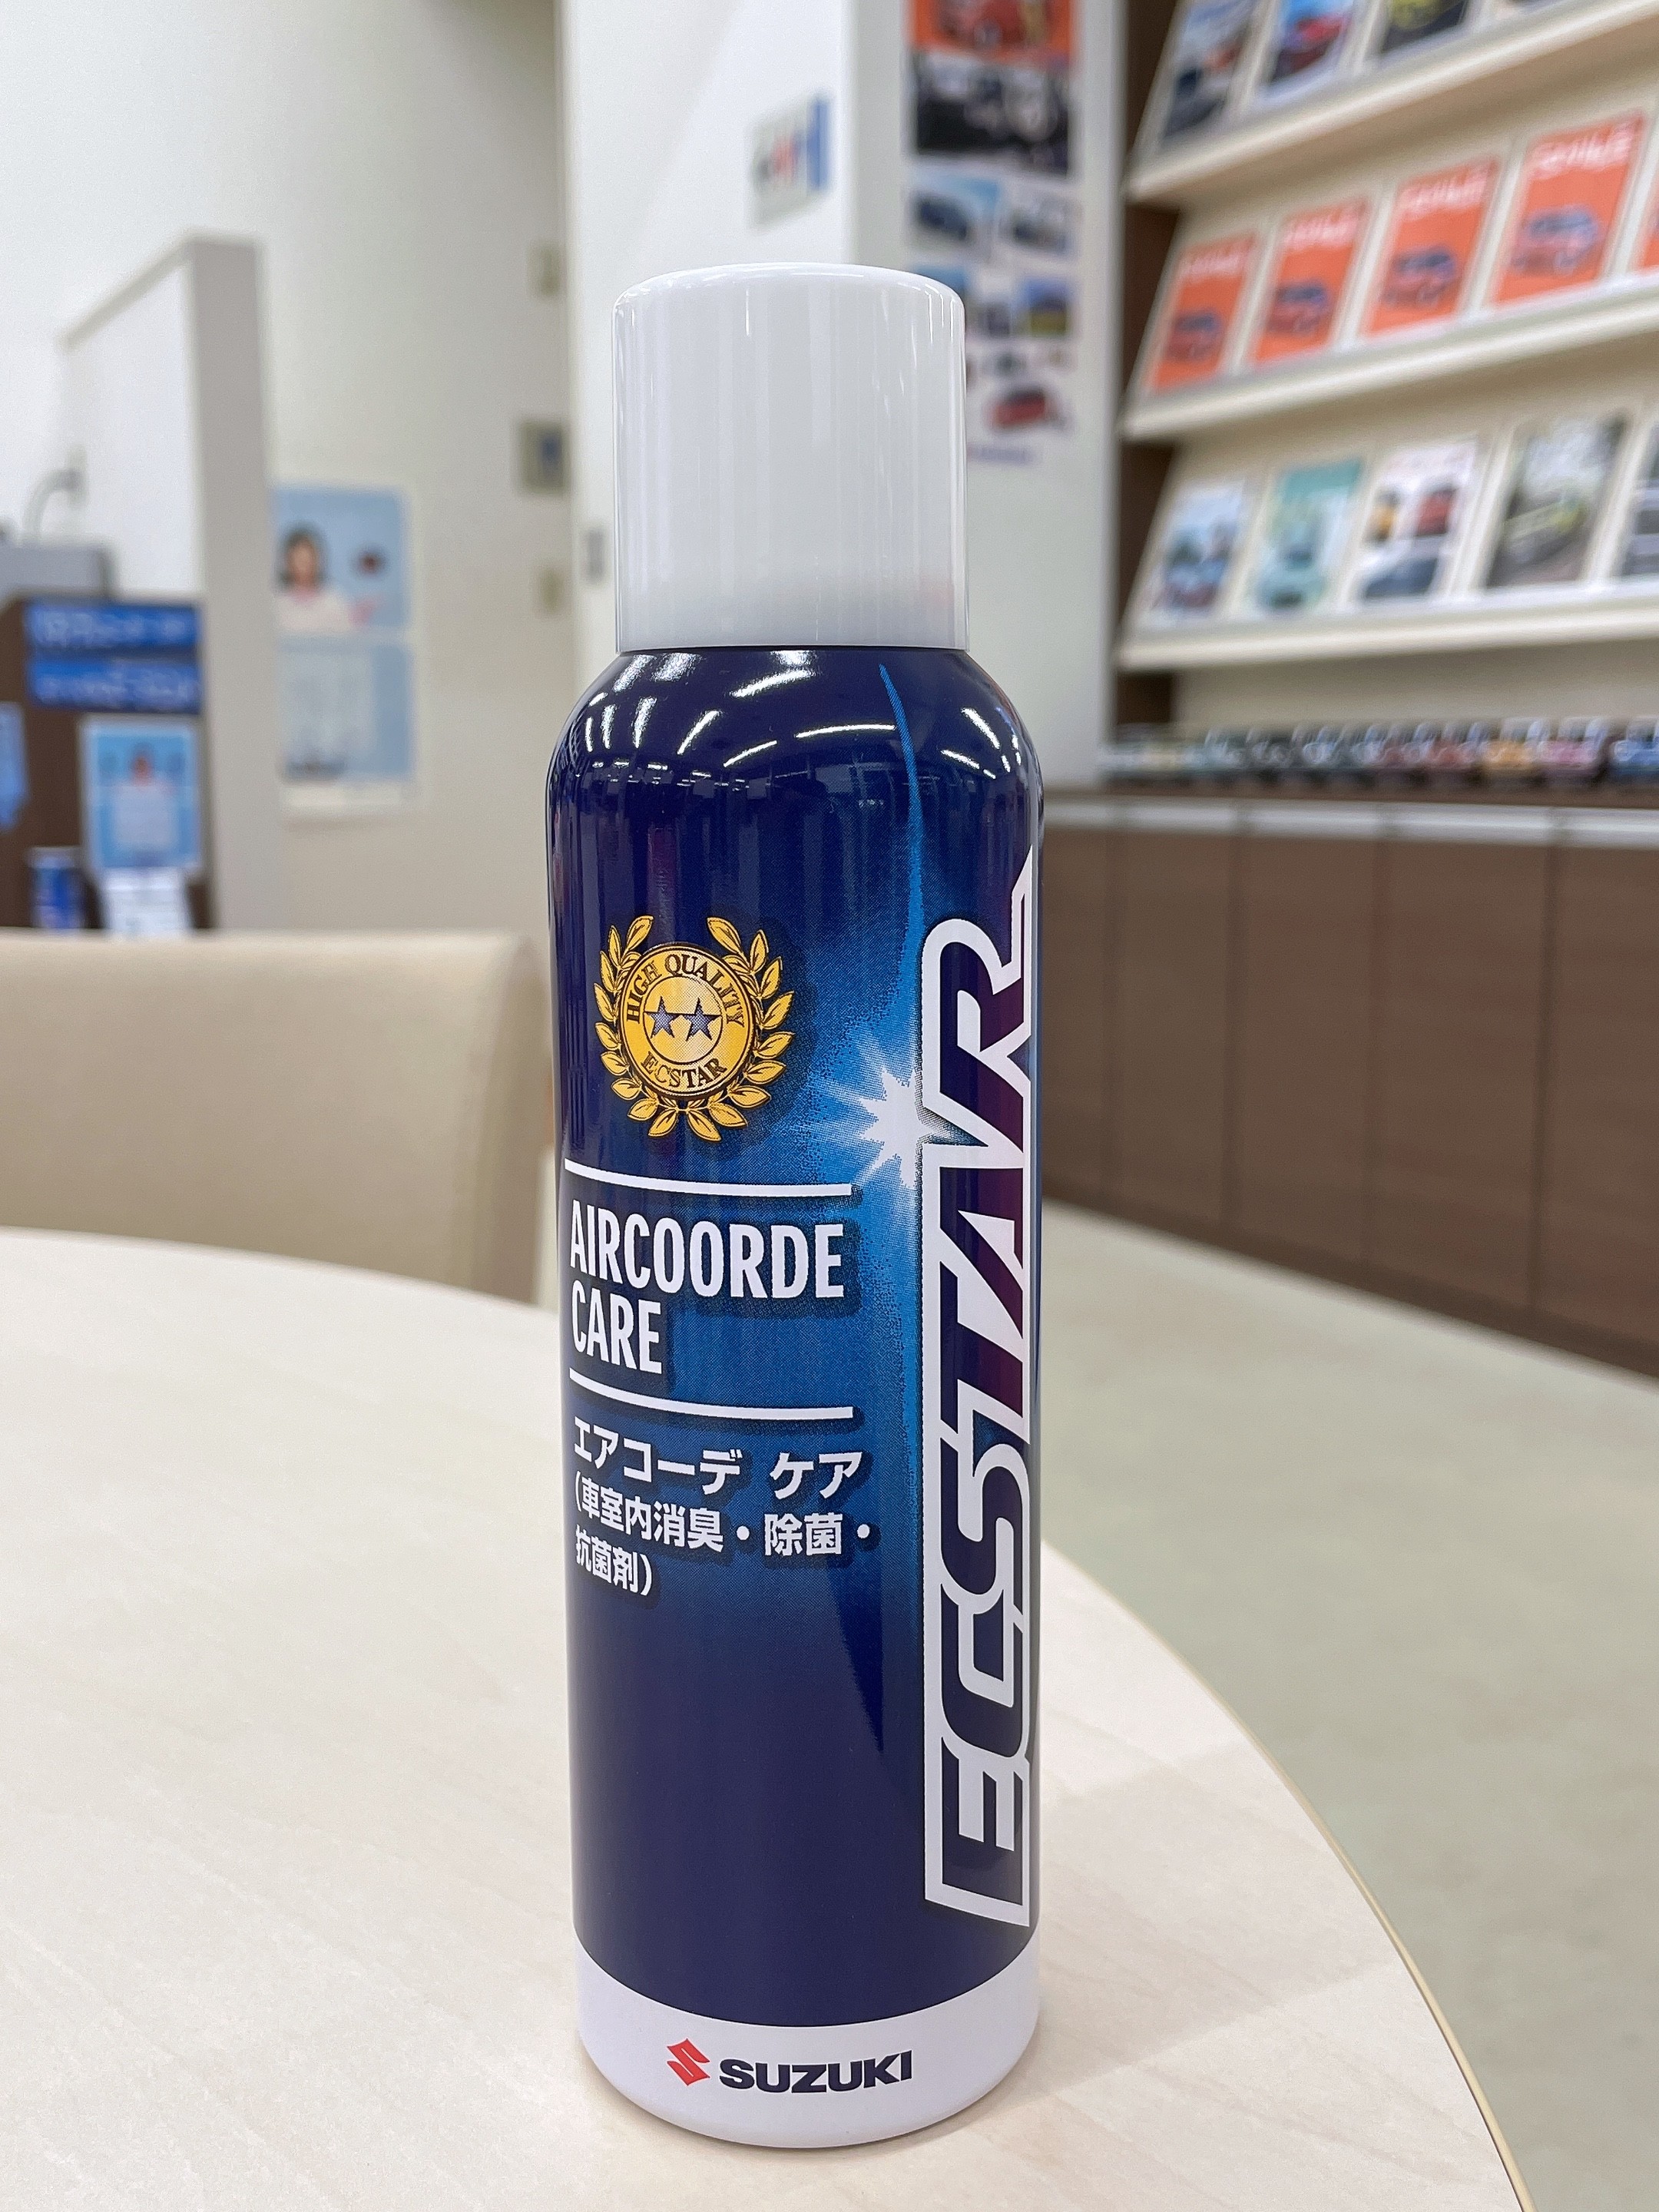 HIGH QUALITY
ECSTAR
AIRCOORDE
CARE
エアコーデ ケア
(車室内消臭・除菌・
抗菌剤)
ECSTAR
SUZUKI